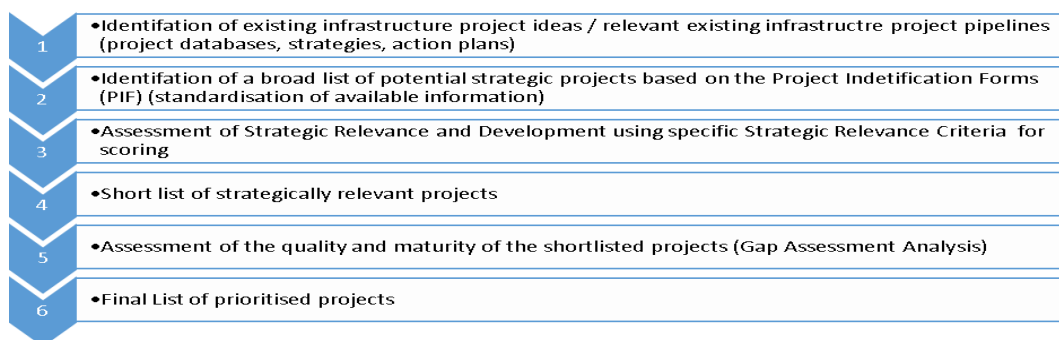 1
•Identifation of existing infrastructure project ideas / relevant existing infrastructre project pipelines
(project databases, strategies, action plans)
2
•Identifation of a broad list of potential strategic projects based on the Project Indetification Forms
(PIF) (standardisation of available information)
3
•Assessment of Strategic Relevance and Development using specific Strategic Relevance Criteria for
scoring
4
•Short list of strategically relevant projects
5
•Assessment of the quality and maturity of the shortlisted projects (Gap Assessment Analysis)
6
•Final List of prioritised projects